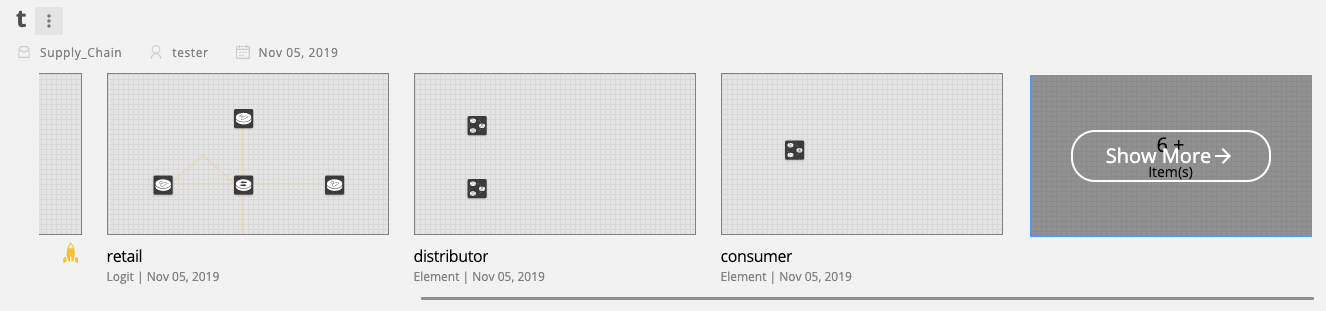 t
Supply_Chain tester Nov 05, 2019
6 +
Show More
Item(s)
retail
Logit | Nov 05, 2019
distributor
Element | Nov 05, 2019
consumer
Element | Nov 05, 2019